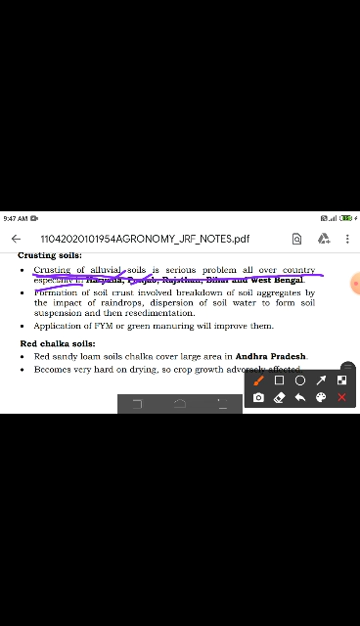 9:47 AM
11042020101954AGRONOMY_JRF_NOTES.pdf
Crusting soils:
• Crusting of alluvial soils is serious problem all over country
especially in Haryana, Punjab, Rajsthan, Bihar and West Bengal.
• Formation of soil crust involved breakdown of soil aggregates by
the impact of raindrops, dispersion of soil water to form soil
suspension and then resedimentation.
• Application of FYM or green manuring will improve them.
Red chalka soils:
• Red sandy loam soils chalka cover large area in Andhra Pradesh.
• Becomes very hard on drying, so crop growth adversely affected.